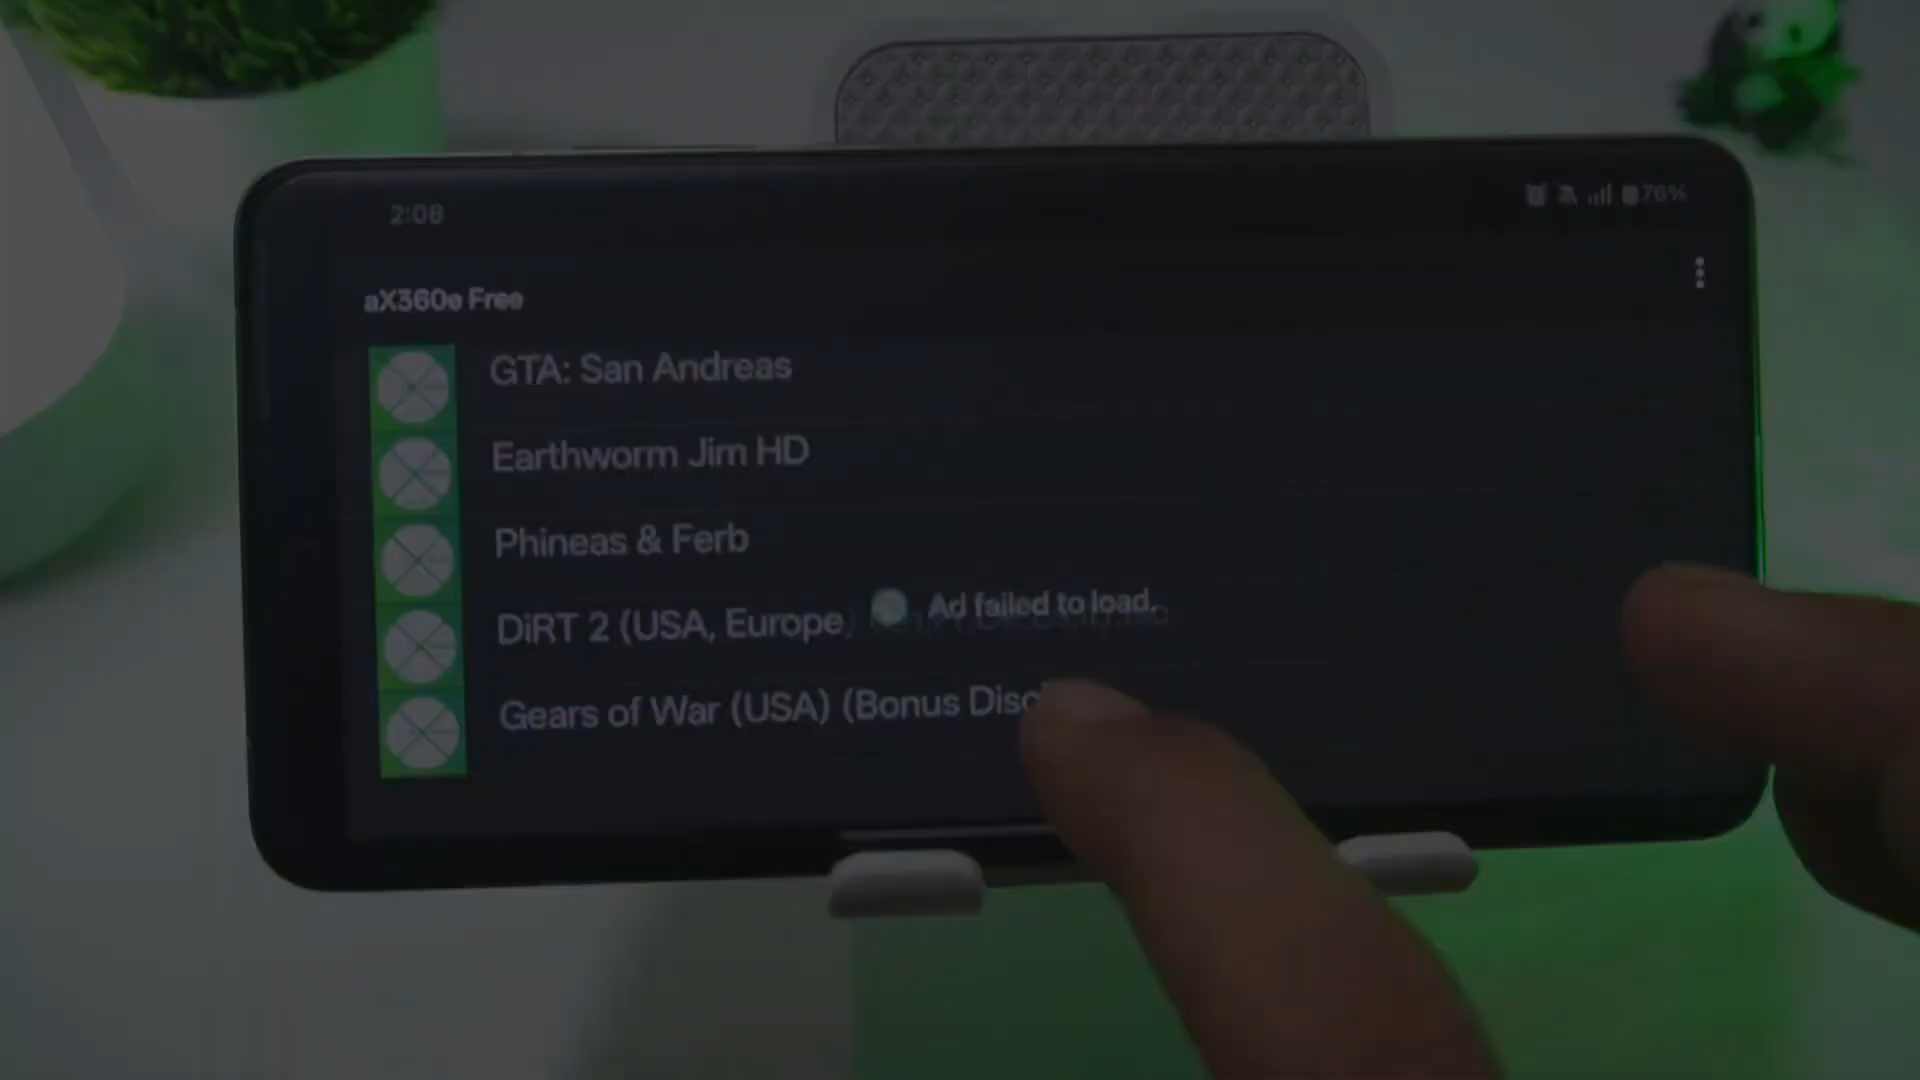 2:08
76%
aX360e Free
GTA: San Andreas
Earthworm Jim HD
Phineas & Ferb
DiRT 2 (USA, Europe)
Ad failed to load.
Gears of War (USA) (Bonus Disc